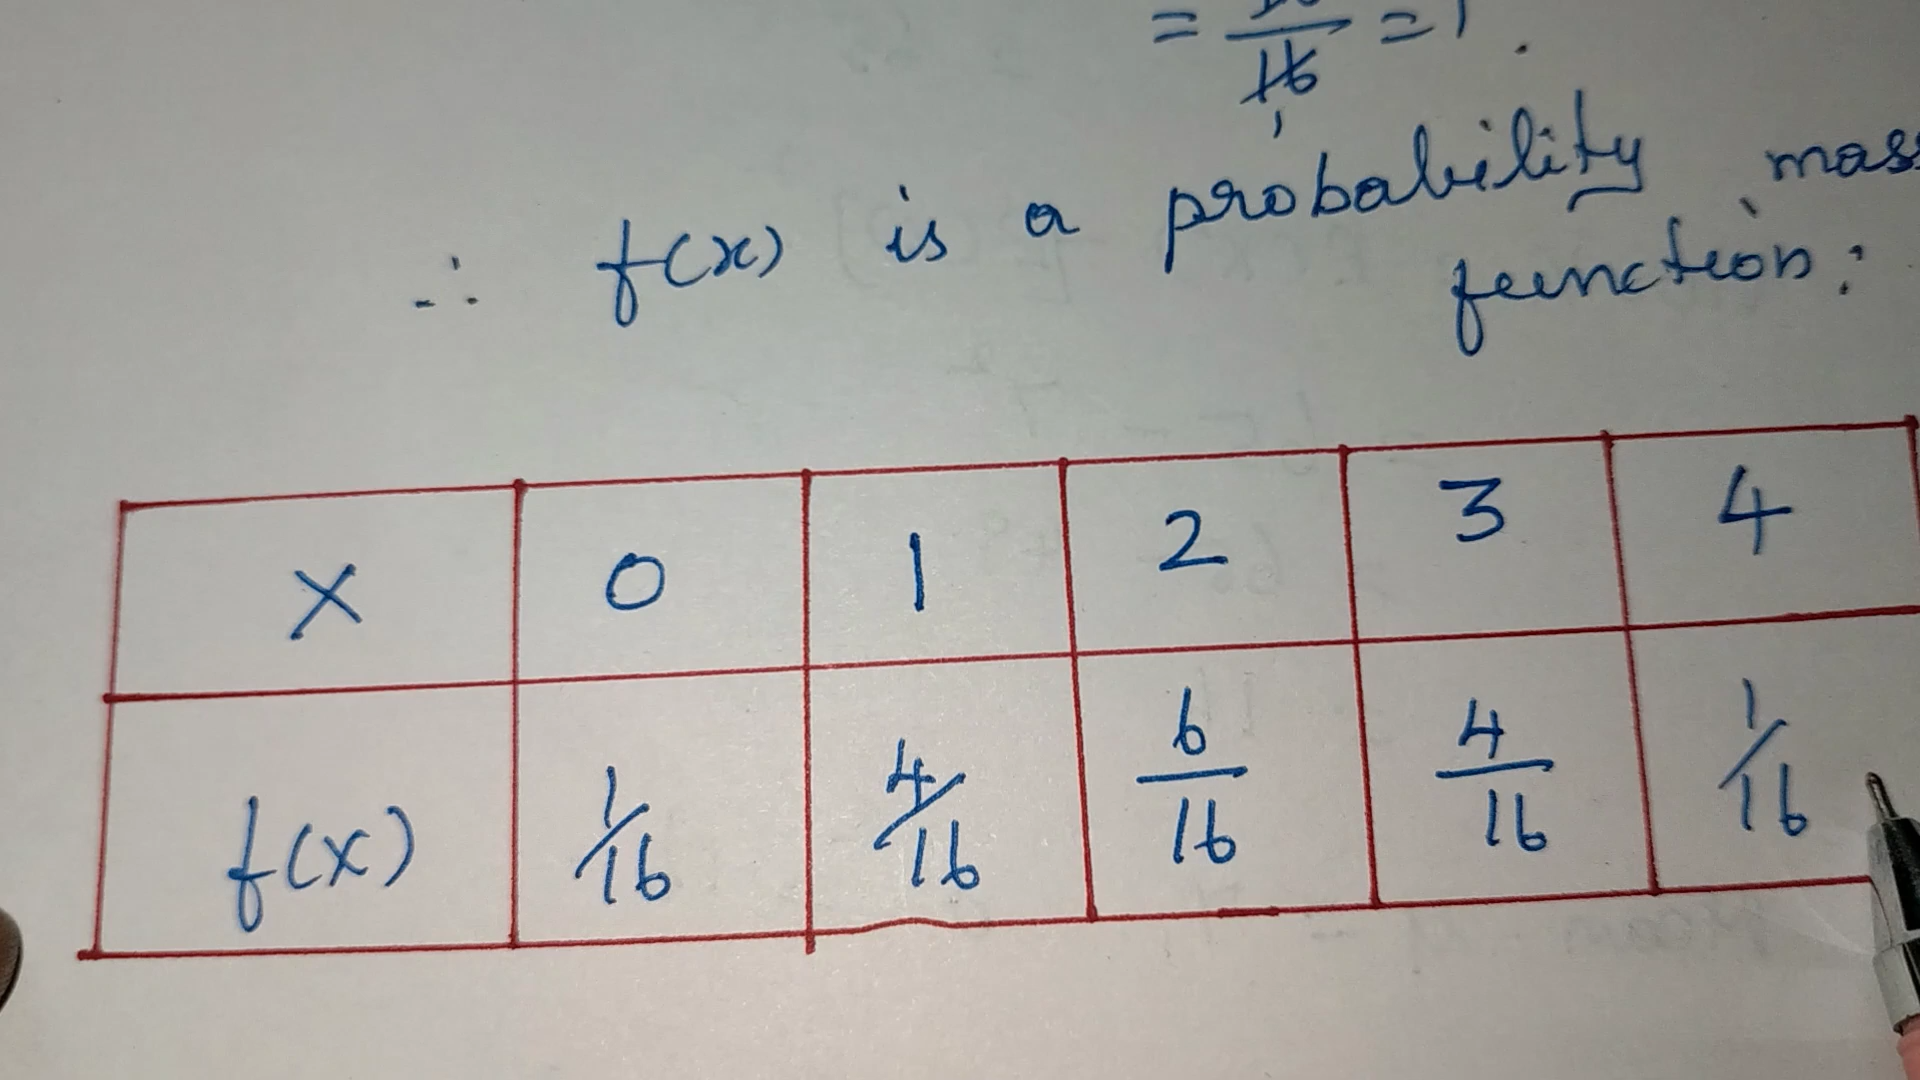 = 16/16 = 1.
∴ f(x) is a probability mass
function:
X 0 1 2 3 4
f(x) 1/16 4/16 6/16 4/16 1/16